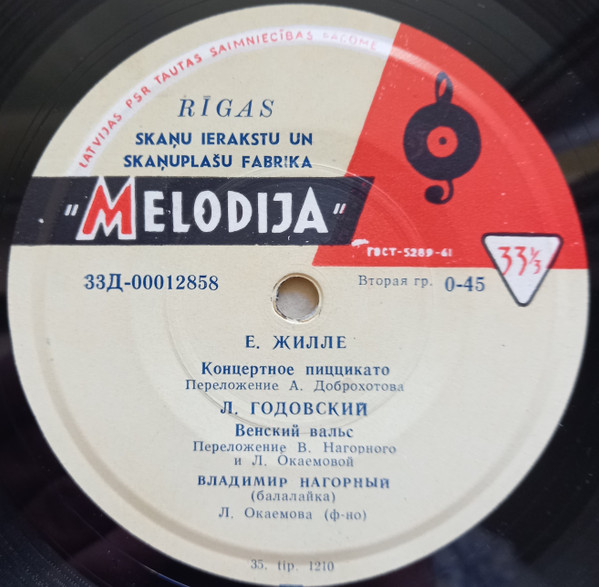 LATVIJAS PSR TAUTAS SAIMNIECĪBAS PADOME
RĪGAS
SKAŅU IERAKSTU UN
SKAŅUPLAŠU FABRIKA
"MELODIJA"
ГОСТ-5289-61
33⅓
33Д-00012858
Вторая гр. 0-45
Е. ЖИЛЛЕ
Концертное пиццикато
Переложение А. Доброхотова
Л. ГОДОВСКИЙ
Венский вальс
Переложение В. Нагорного
и Л. Окаемовой
ВЛАДИМИР НАГОРНЫЙ
(балалайка)
Л. Окаемова (ф-но)
35. tip. 1210